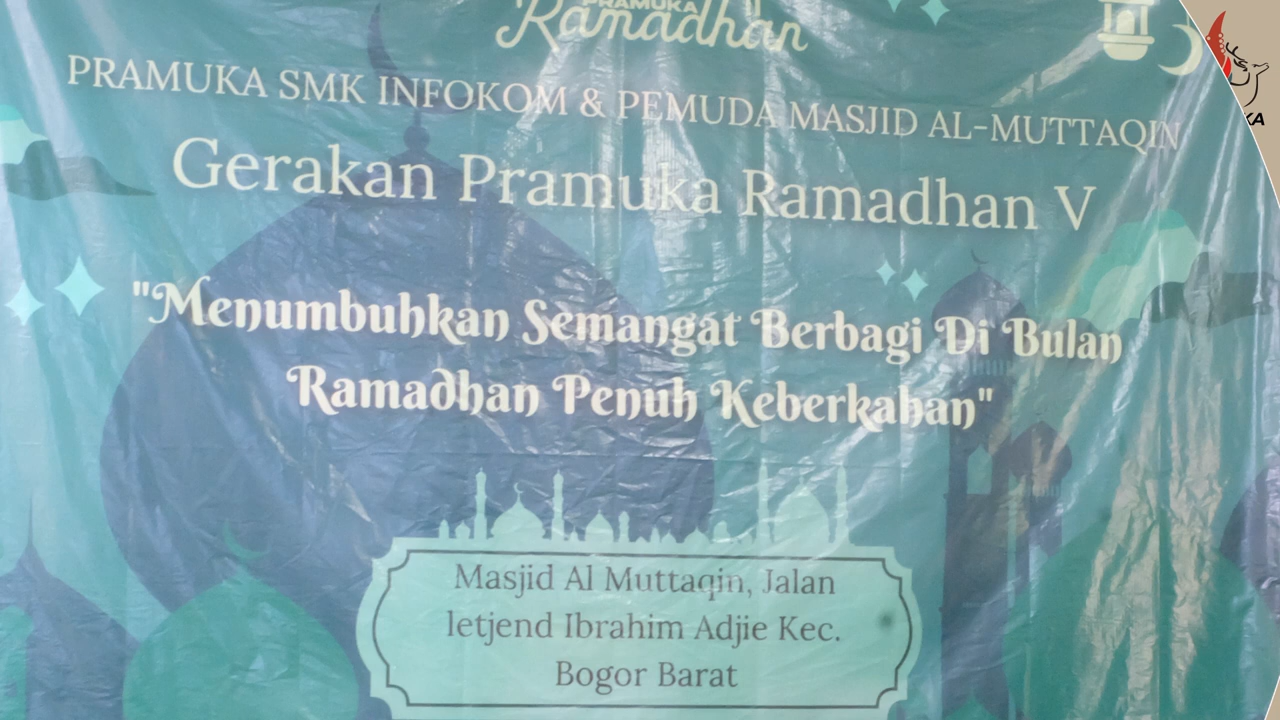 PRAMUKA
Ramadhan
PRAMUKA SMK INFOKOM & PEMUDA MASJID AL-MUTTAQIN
Gerakan Pramuka Ramadhan V
"Menumbuhkan Semangat Berbagi Di Bulan
Ramadhan Penuh Keberkahan"
Masjid Al Muttaqin, Jalan
letjend Ibrahim Adjie Kec.
Bogor Barat